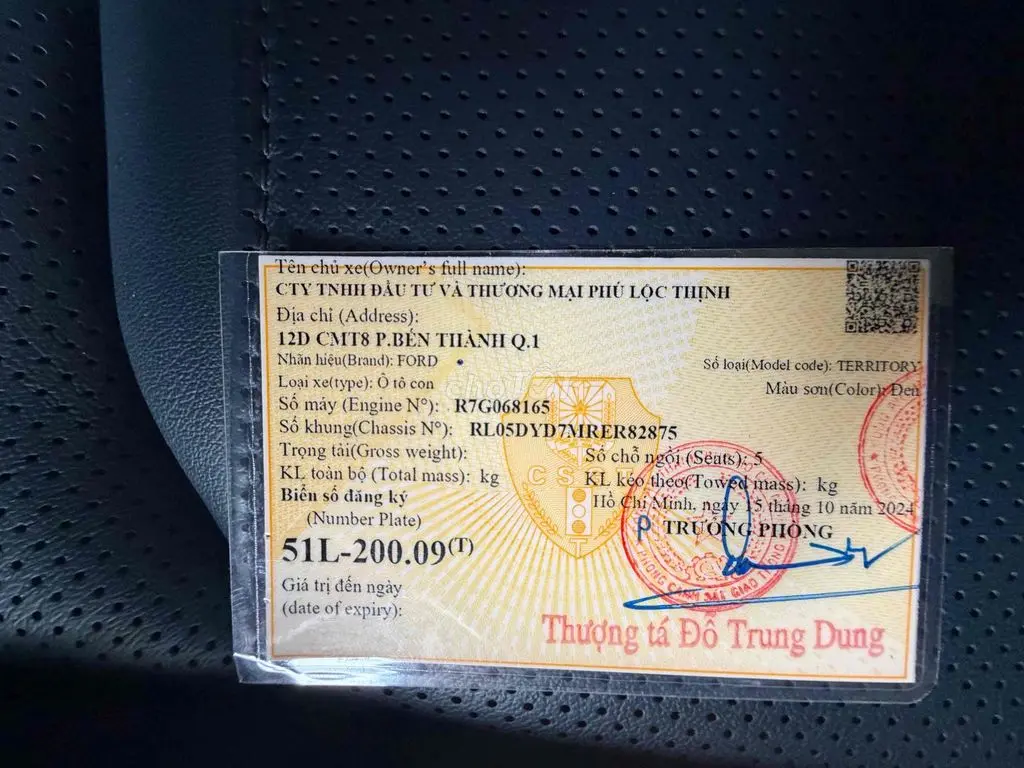 Tên chủ xe(Owner's full name):
CTY TNHH ĐẦU TƯ VÀ THƯƠNG MẠI PHÚ LỘC THỊNH
Địa chỉ (Address):
12D CMT8 P.BẾN THÀNH Q.1
Nhãn hiệu(Brand): FORD
Số loại(Model code): TERRITORY
Loại xe(type): Ô tô con
Màu sơn(Color): Đen
Số máy (Engine N°): R7G068165
Số khung(Chassis N°): RL05DYD7MRER82875
Trọng tải(Gross weight):
Số chỗ ngồi (Seats): 5
KL toàn bộ (Total mass): kg
KL kéo theo(Towed mass): kg
Biển số đăng ký
Hồ Chí Minh, ngày 15 tháng 10 năm 2024
(Number Plate)
P TRƯỞNG PHÒNG
51L-200.09(T)
Giá trị đến ngày
(date of expiry):
PHÒNG CẢNH SÁT GIAO THÔNG
Thượng tá Đỗ Trung Dung